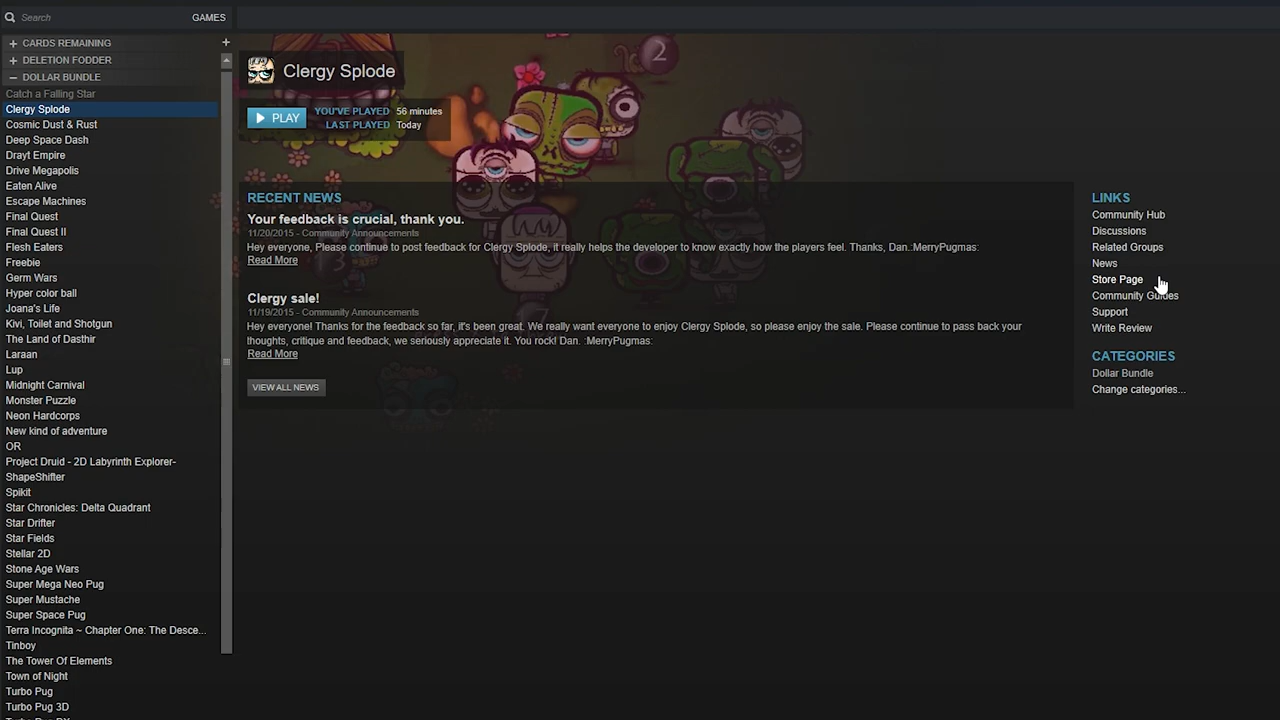 Search
GAMES
+ CARDS REMAINING
+
+ DELETION FODDER
– DOLLAR BUNDLE
Catch a Falling Star
Clergy Splode
Cosmic Dust & Rust
Deep Space Dash
Drayt Empire
Drive Megapolis
Eaten Alive
Escape Machines
Final Quest
Final Quest II
Flesh Eaters
Freebie
Germ Wars
Hyper color ball
Joana's Life
Kivi, Toilet and Shotgun
The Land of Dasthir
Laraan
Lup
Midnight Carnival
Monster Puzzle
Neon Hardcorps
New kind of adventure
OR
Project Druid - 2D Labyrinth Explorer-
ShapeShifter
Spikit
Star Chronicles: Delta Quadrant
Star Drifter
Star Fields
Stellar 2D
Stone Age Wars
Super Mega Neo Pug
Super Mustache
Super Space Pug
Terra Incognita ~ Chapter One: The Desce...
Tinboy
The Tower Of Elements
Town of Night
Turbo Pug
Turbo Pug 3D
2
Clergy Splode
PLAY
YOU'VE PLAYED 56 minutes
LAST PLAYED Today
RECENT NEWS
Your feedback is crucial, thank you.
11/20/2015 - Community Announcements
Hey everyone, Please continue to post feedback for Clergy Splode, it really helps the developer to know exactly how the players feel. Thanks, Dan.:MerryPugmas:
Read More
Clergy sale!
11/19/2015 - Community Announcements
Hey everyone! Thanks for the feedback so far, it's been great. We really want everyone to enjoy Clergy Splode, so please enjoy the sale. Please continue to pass back your
thoughts, critique and feedback, we seriously appreciate it. You rock! Dan. :MerryPugmas:
Read More
VIEW ALL NEWS
LINKS
Community Hub
Discussions
Related Groups
News
Store Page
Community Guides
Support
Write Review
CATEGORIES
Dollar Bundle
Change categories...